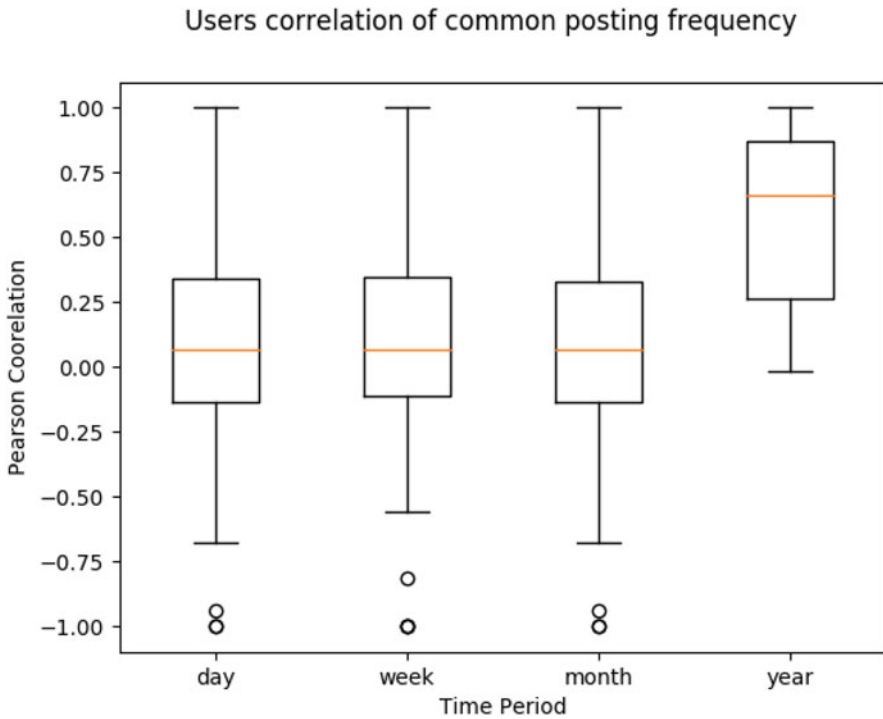 Users correlation of common posting frequency
1.00
0.75
0.50
0.25
0.00
−0.25
−0.50
−0.75
−1.00
Pearson Coorelation
day week month year
Time Period